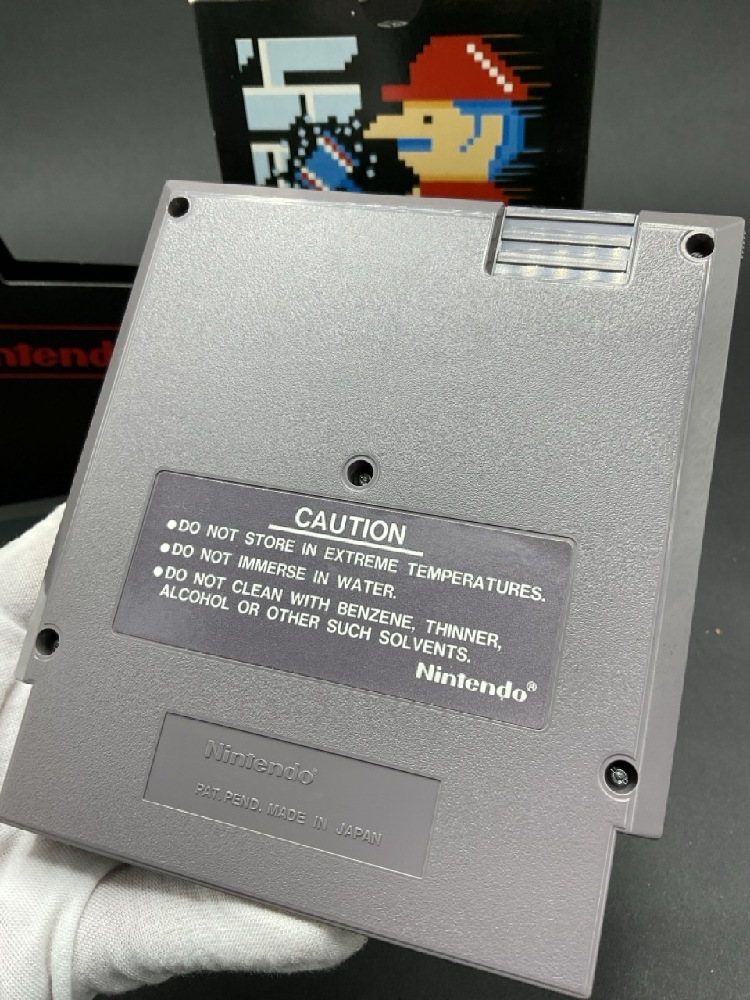 ntend
CAUTION
●DO NOT STORE IN EXTREME TEMPERATURES.
●DO NOT IMMERSE IN WATER.
●DO NOT CLEAN WITH BENZENE, THINNER,
ALCOHOL OR OTHER SUCH SOLVENTS.
Nintendo®
Nintendo®
PAT. PEND. MADE IN JAPAN